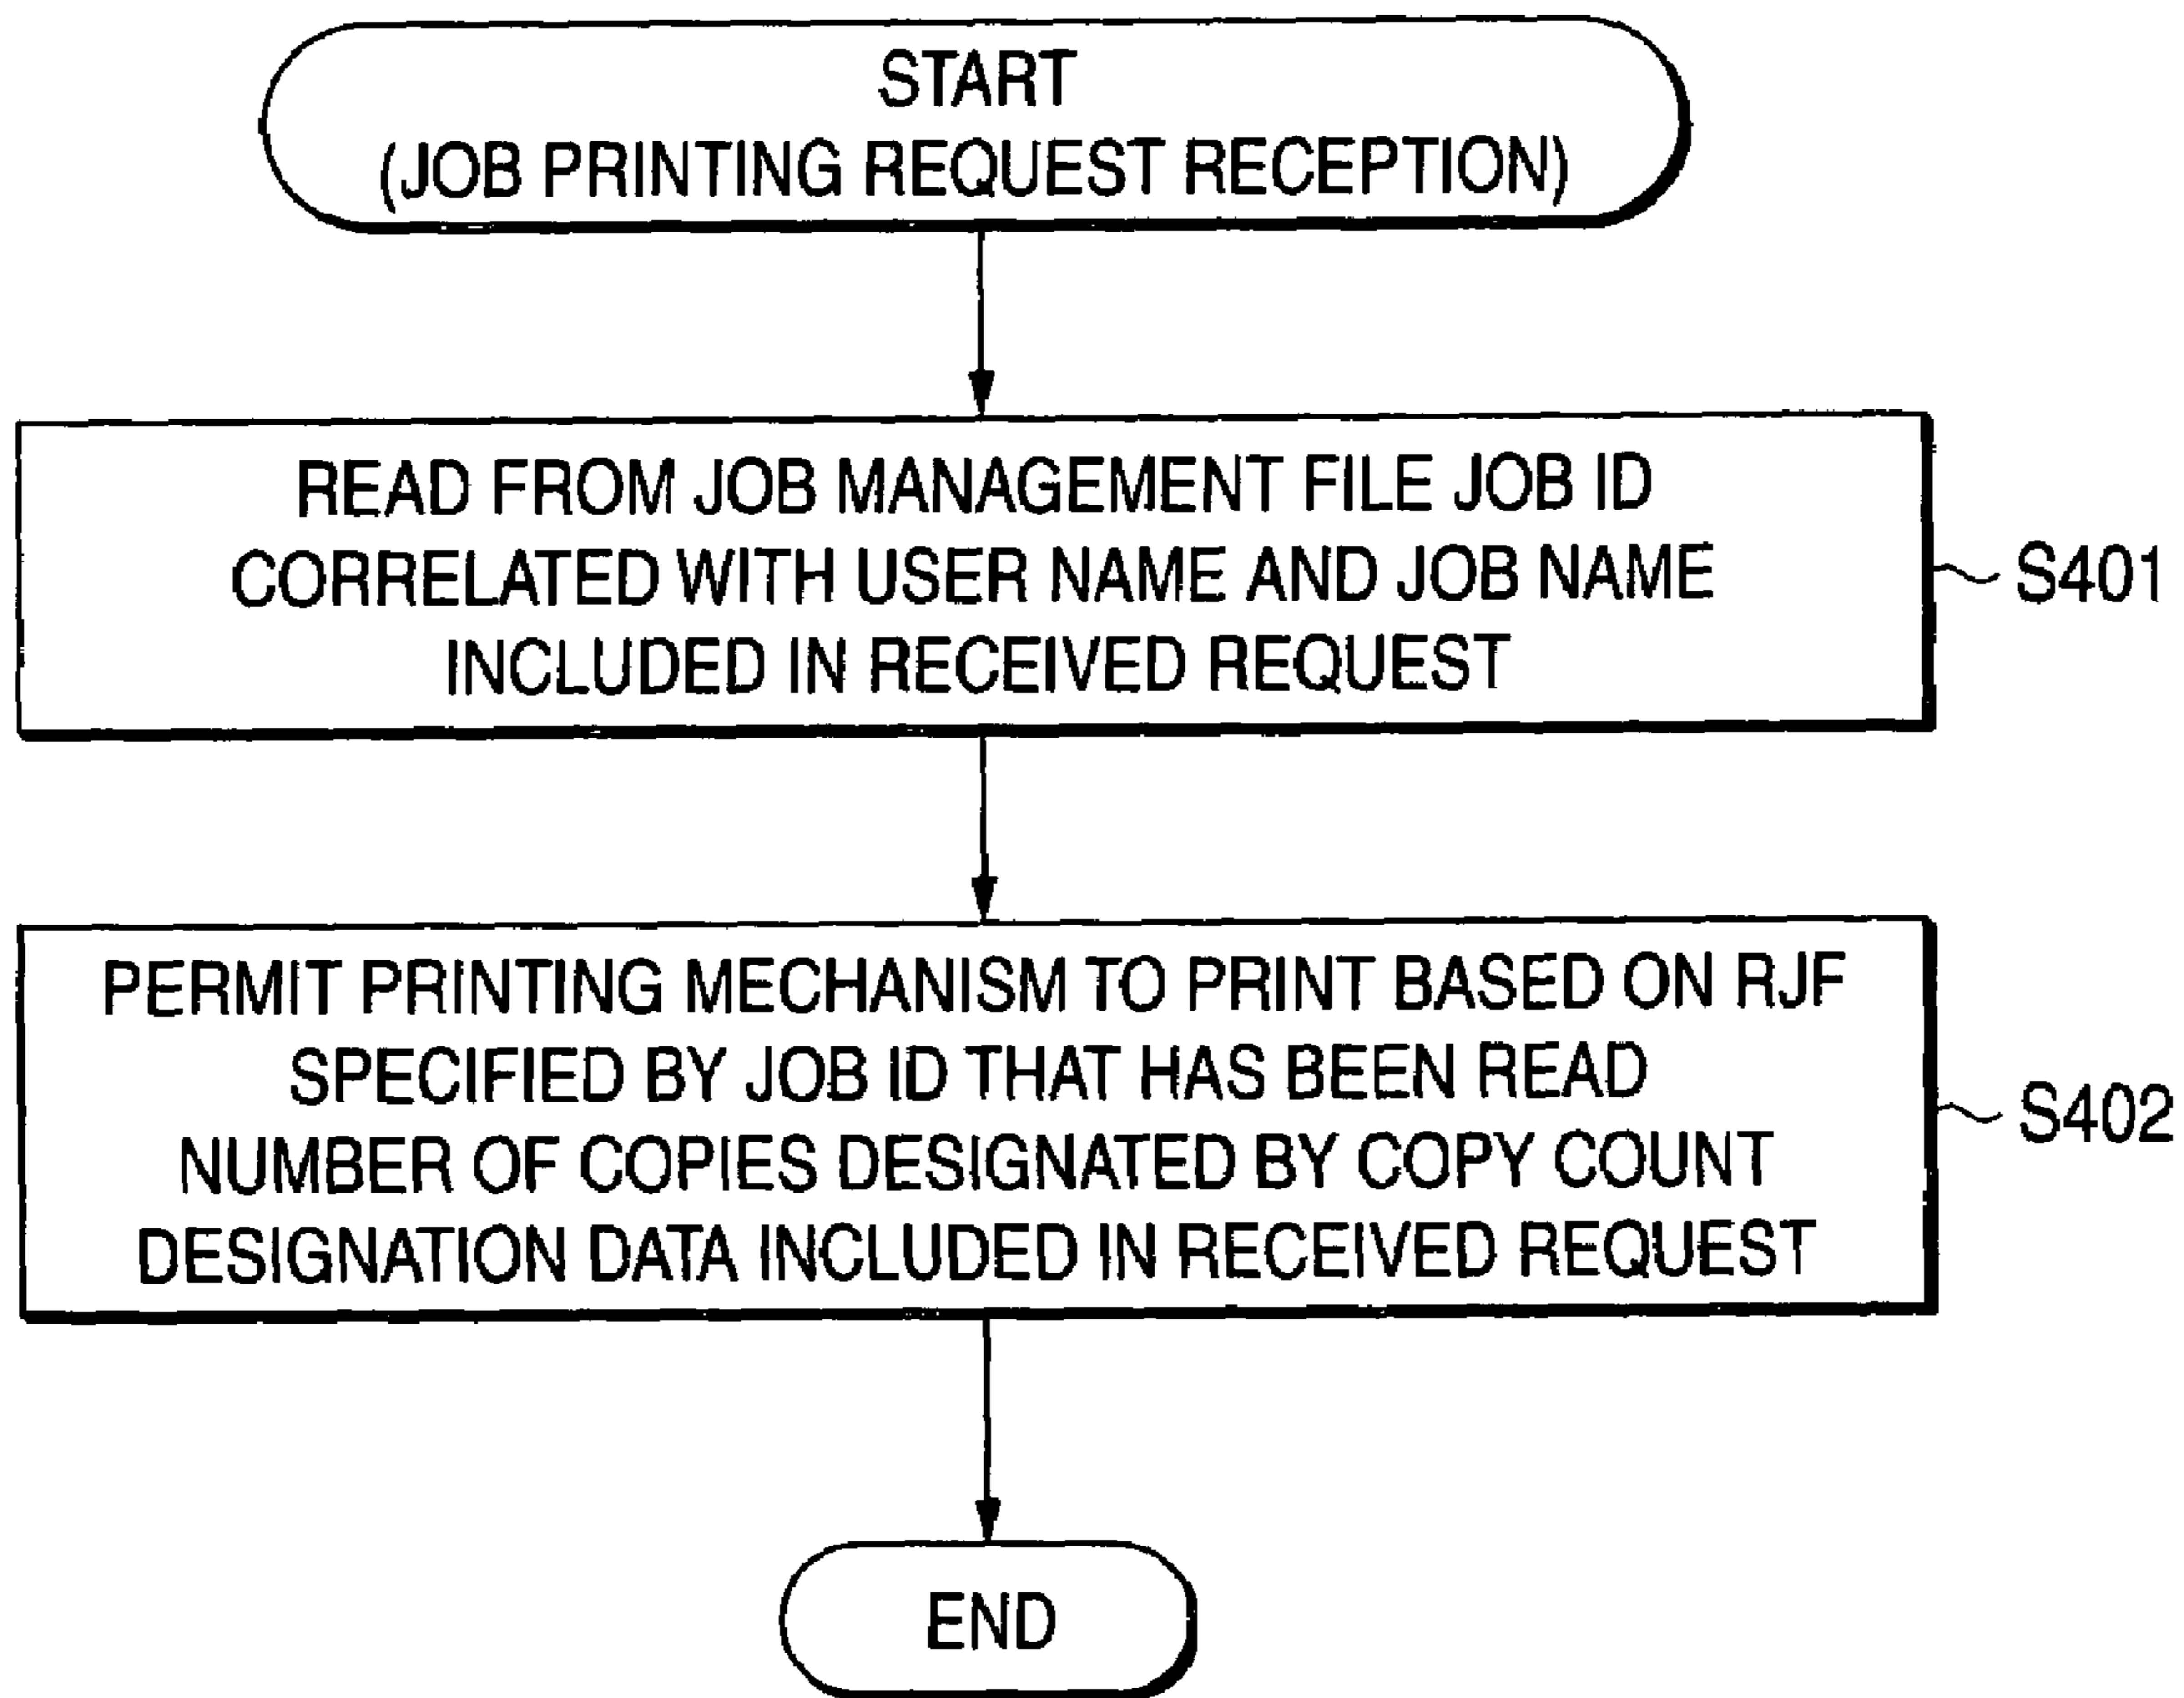 START
(JOB PRINTING REQUEST RECEPTION)
READ FROM JOB MANAGEMENT FILE JOB ID
CORRELATED WITH USER NAME AND JOB NAME
INCLUDED IN RECEIVED REQUEST
S401
PERMIT PRINTING MECHANISM TO PRINT BASED ON RJF
SPECIFIED BY JOB ID THAT HAS BEEN READ
NUMBER OF COPIES DESIGNATED BY COPY COUNT
DESIGNATION DATA INCLUDED IN RECEIVED REQUEST
S402
END